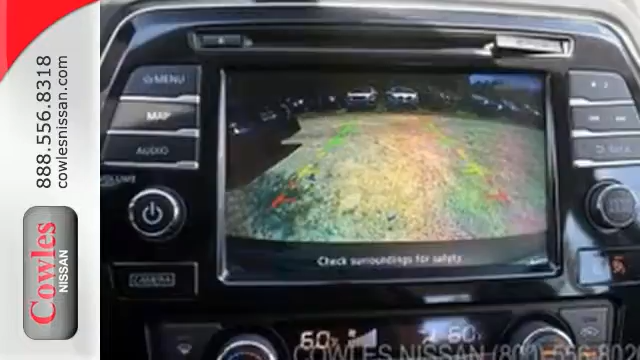 888.556.8318
cowlesnissan.com
Cowles
NISSAN
MENU
MAP
AUDIO
VOLUME
CAMERA
Check surroundings for safety.
60
60
COWLES NISSAN